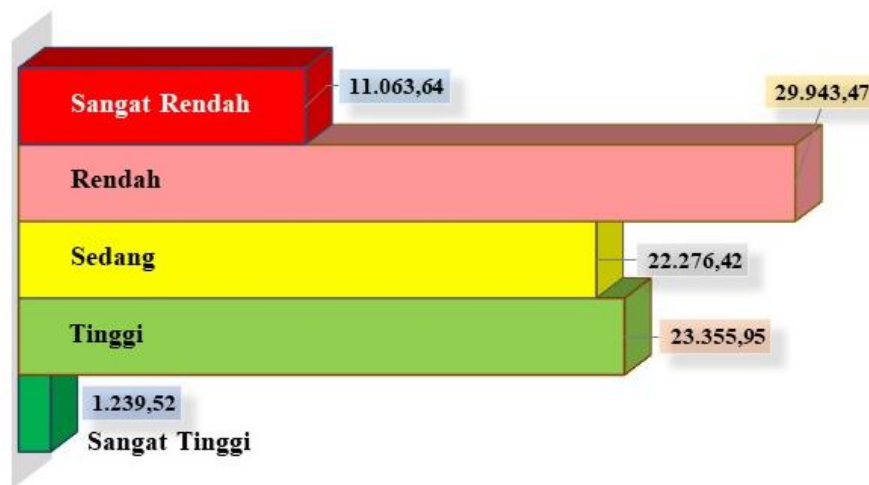 Sangat Rendah
11.063,64
29.943,47
Rendah
Sedang
22.276,42
Tinggi
23.355,95
1.239,52
Sangat Tinggi